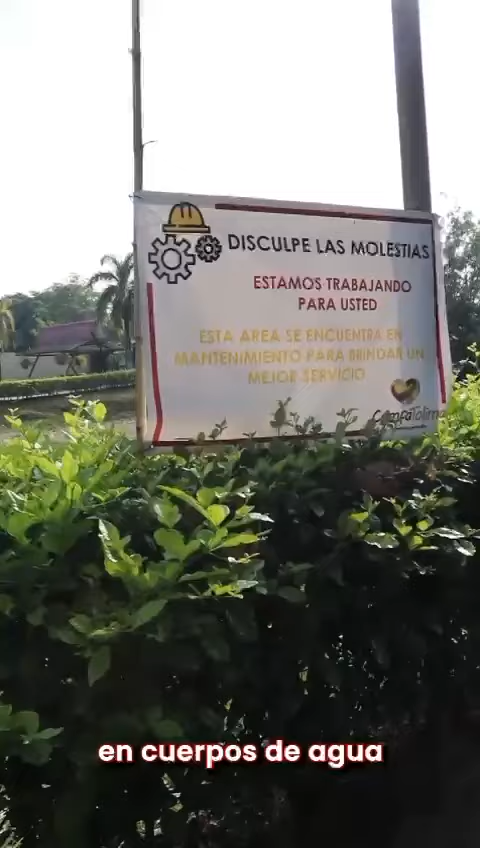 DISCULPE LAS MOLESTIAS
ESTAMOS TRABAJANDO
PARA USTED
ESTA AREA SE ENCUENTRA EN
MANTENIMIENTO PARA BRINDAR UN
MEJOR SERVICIO
CompaTolima
en cuerpos de agua